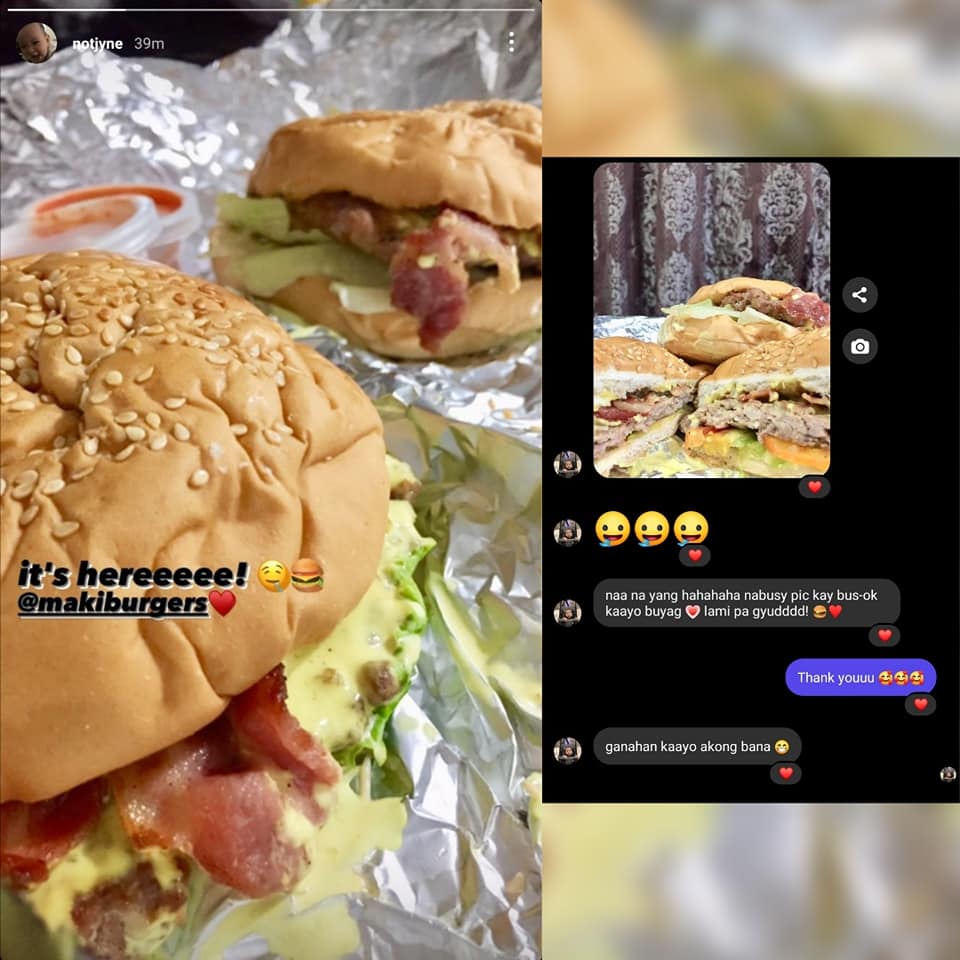 notjyne 39m
it's hereeeee! 🤤🍔
@makiburgers❤️
naa na yang hahahaha nabusy pic kay bus-ok
kaayo buyag 💗 lami pa gyudddd! 🍔❤️
Thank youuu 🥰🥰🥰
ganahan kaayo akong bana 😁